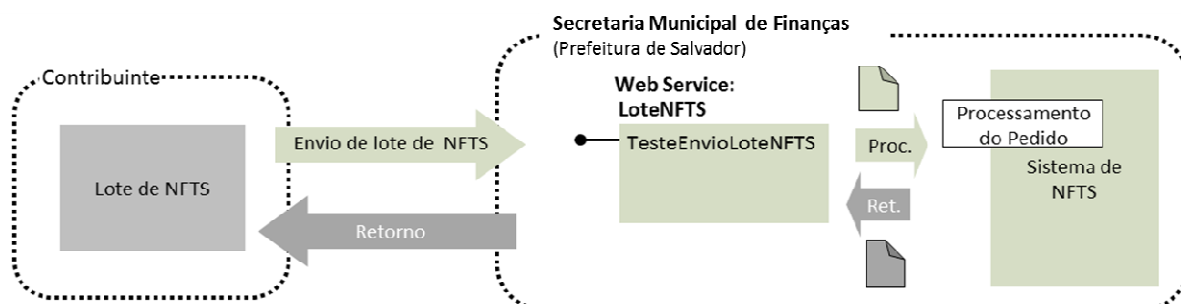 Secretaria Municipal de Finanças
(Prefeitura de Salvador)
Contribuinte
Lote de NFTS
Envio de lote de NFTS
Retorno
Web Service:
LoteNFTS
TesteEnvioLoteNFTS
Proc.
Ret.
Processamento
do Pedido
Sistema de
NFTS